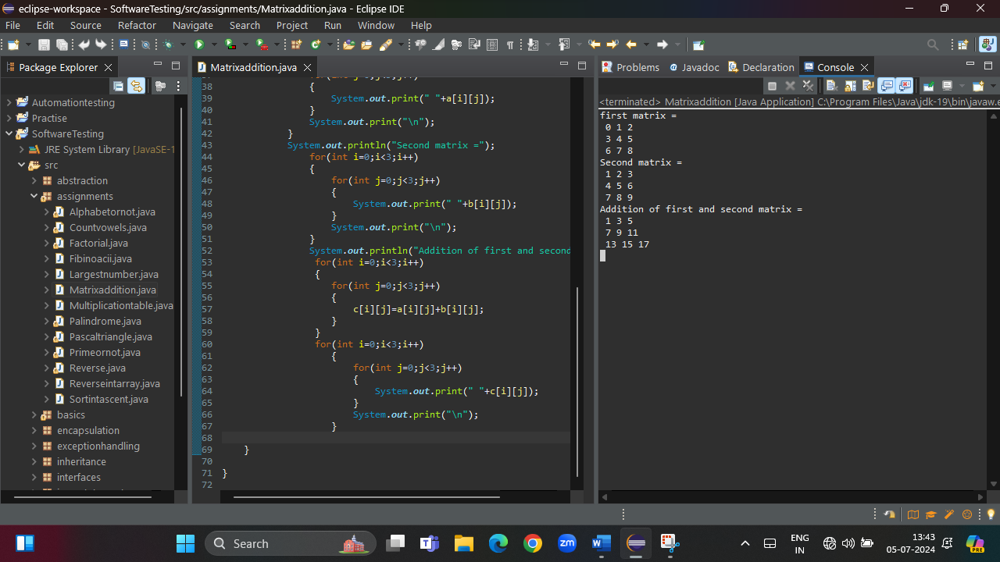 eclipse-workspace - SoftwareTesting/src/assignments/Matrixaddition.java - Eclipse IDE
File Edit Source Refactor Navigate Search Project Run Window Help
Package Explorer
Automationtesting
Practise
SoftwareTesting
JRE System Library [JavaSE-1
src
abstraction
assignments
Alphabetornot.java
Countvowels.java
Factorial.java
Fibinoacii.java
Largestnumber.java
Matrixaddition.java
Multiplicationtable.java
Palindrome.java
Pascaltriangle.java
Primeornot.java
Reverse.java
Reverseintarray.java
Sortintascent.java
basics
encapsulation
exceptionhandling
inheritance
interfaces
Matrixaddition.java
38 {
39 System.out.print(" "+a[i][j]);
40 }
41 System.out.print("\n");
42 }
43 System.out.println("Second matrix =");
44 for(int i=0;i<3;i++)
45 {
46 for(int j=0;j<3;j++)
47 {
48 System.out.print(" "+b[i][j]);
49 }
50 System.out.print("\n");
51 }
52 System.out.println("Addition of first and second
53 for(int i=0;i<3;i++)
54 {
55 for(int j=0;j<3;j++)
56 {
57 c[i][j]=a[i][j]+b[i][j];
58 }
59 }
60 for(int i=0;i<3;i++)
61 {
62 for(int j=0;j<3;j++)
63 {
64 System.out.print(" "+c[i][j]);
65 }
66 System.out.print("\n");
67 }
68
69 }
70
71 }
72
Problems Javadoc Declaration Console
<terminated> Matrixaddition [Java Application] C:\Program Files\Java\jdk-19\bin\javaw.e
first matrix =
0 1 2
3 4 5
6 7 8
Second matrix =
1 2 3
4 5 6
7 8 9
Addition of first and second matrix =
1 3 5
7 9 11
13 15 17
Search
ENG
IN
13:43
05-07-2024